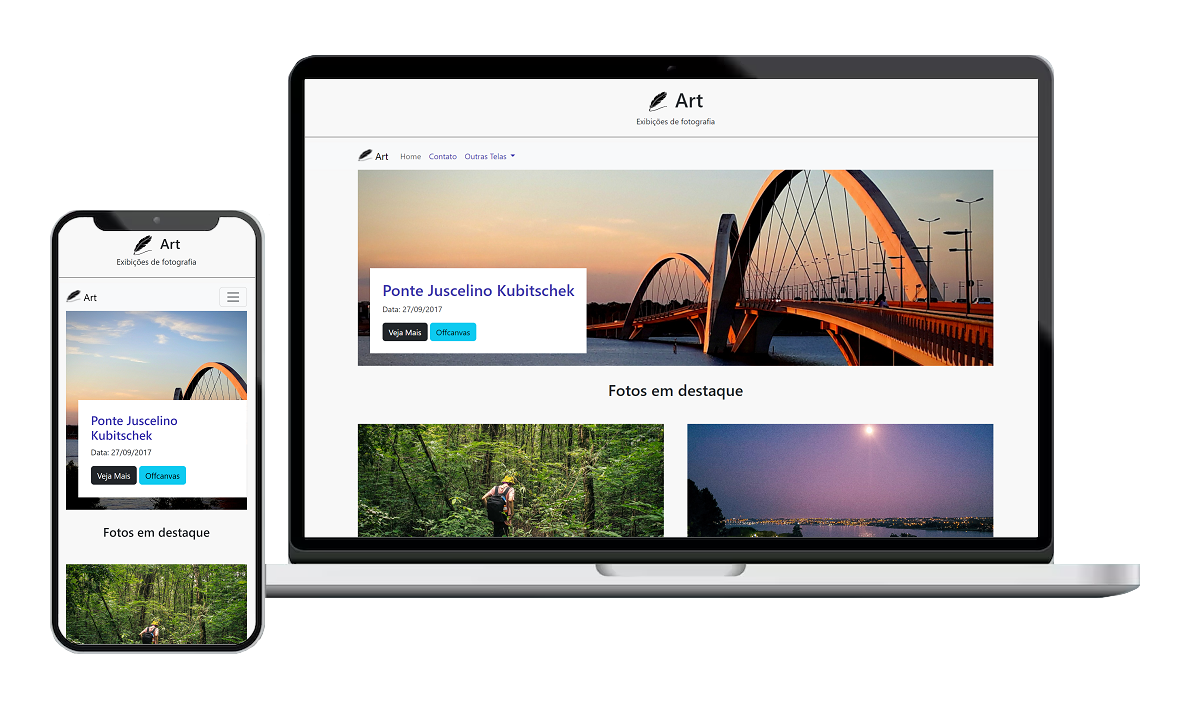 Art
Exibições de fotografia
Art Home Contato Outras Telas
Ponte Juscelino Kubitschek
Data: 27/09/2017
Veja Mais Offcanvas
Fotos em destaque
Art
Exibições de fotografia
Art
Ponte Juscelino
Kubitschek
Data: 27/09/2017
Veja Mais Offcanvas
Fotos em destaque